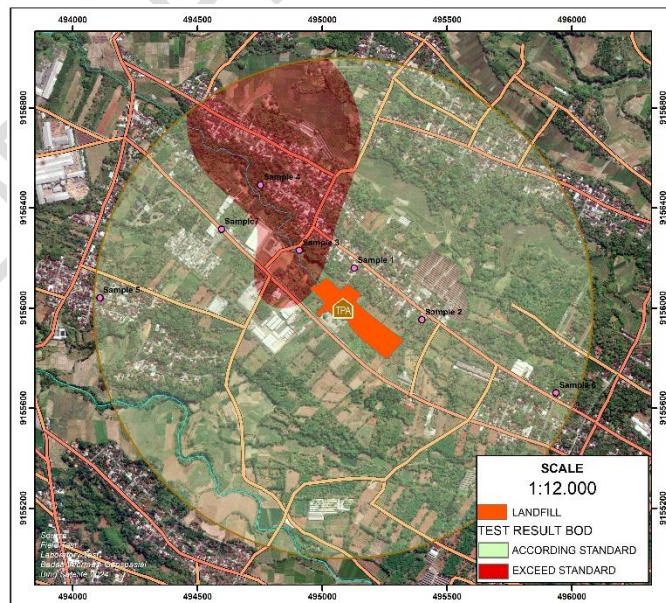 494000 494500 495000 495500 496000
9156800 9156800
9156400 9156400
9156000 9156000
9155600 9155600
9155200 9155200
Sample 4
Sample7
Sample 3
Sample 1
Sample 5
TPA
Sample 2
Sample 6
SCALE
1:12.000
LANDFILL
TEST RESULT BOD
ACCORDING STANDARD
EXCEED STANDARD
494000 494500 495000 495500 496000